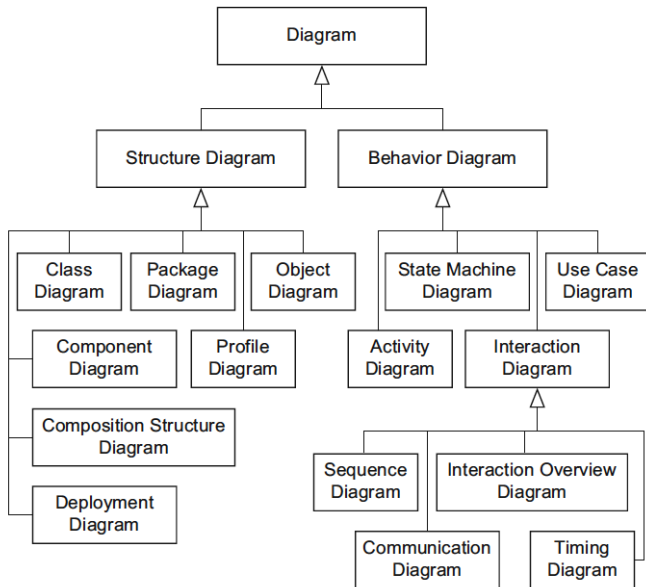 Diagram
Structure Diagram
Behavior Diagram
Class
Diagram
Package
Diagram
Object
Diagram
State Machine
Diagram
Use Case
Diagram
Component
Diagram
Profile
Diagram
Activity
Diagram
Interaction
Diagram
Composition Structure
Diagram
Sequence
Diagram
Interaction Overview
Diagram
Deployment
Diagram
Communication
Diagram
Timing
Diagram